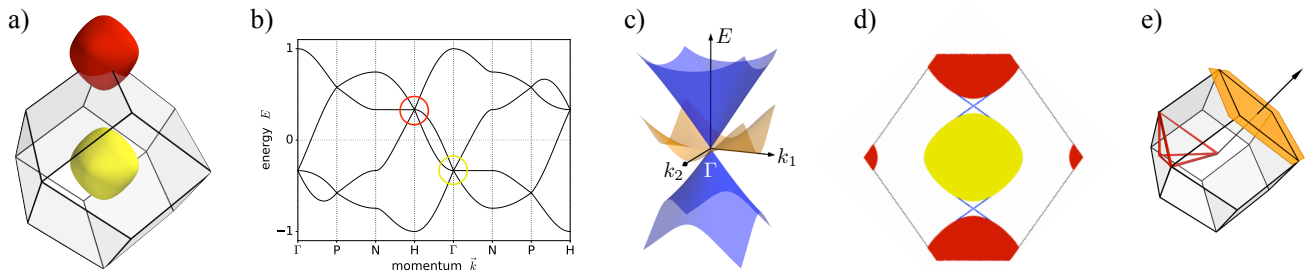 a)
b)
c)
d)
e)
energy E
1
0
−1
Γ
P
N
H
Γ
N
P
H
momentum k⃗
E
k₁
k₂
Γ